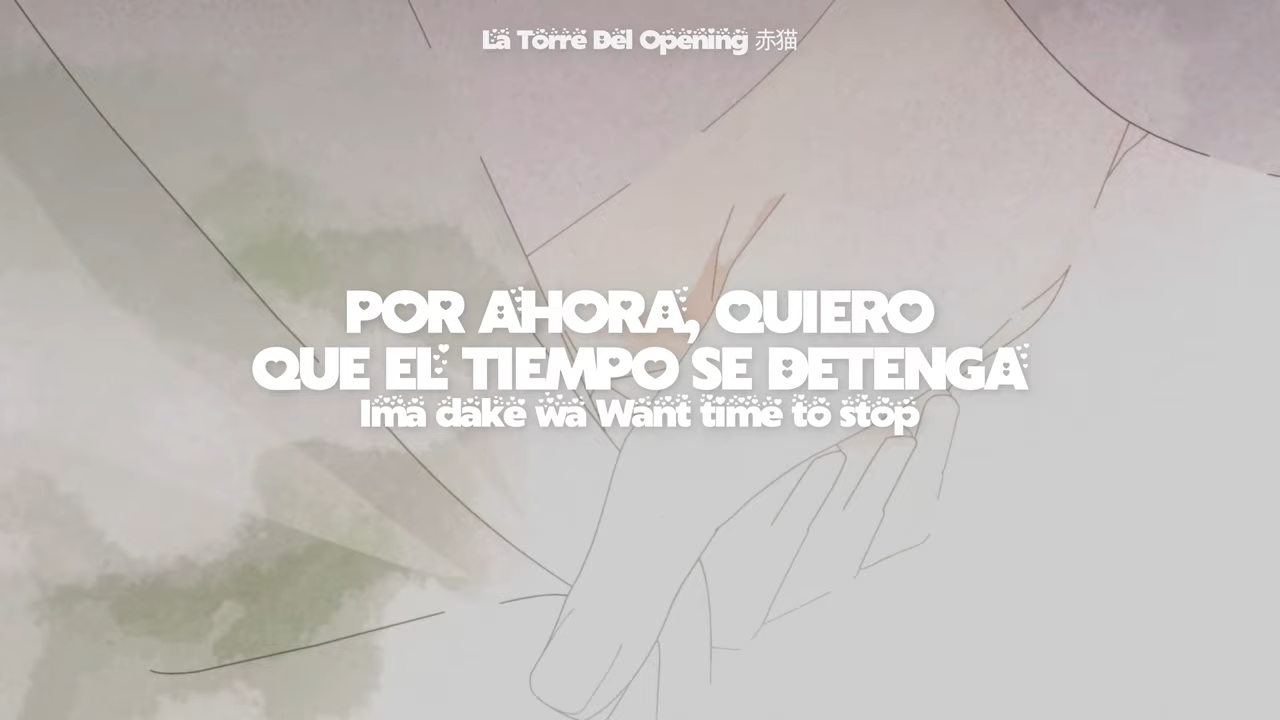 La Torre Del Opening 赤猫
POR AHORA, QUIERO
QUE EL TIEMPO SE DETENGA
Ima dake wa Want time to stop